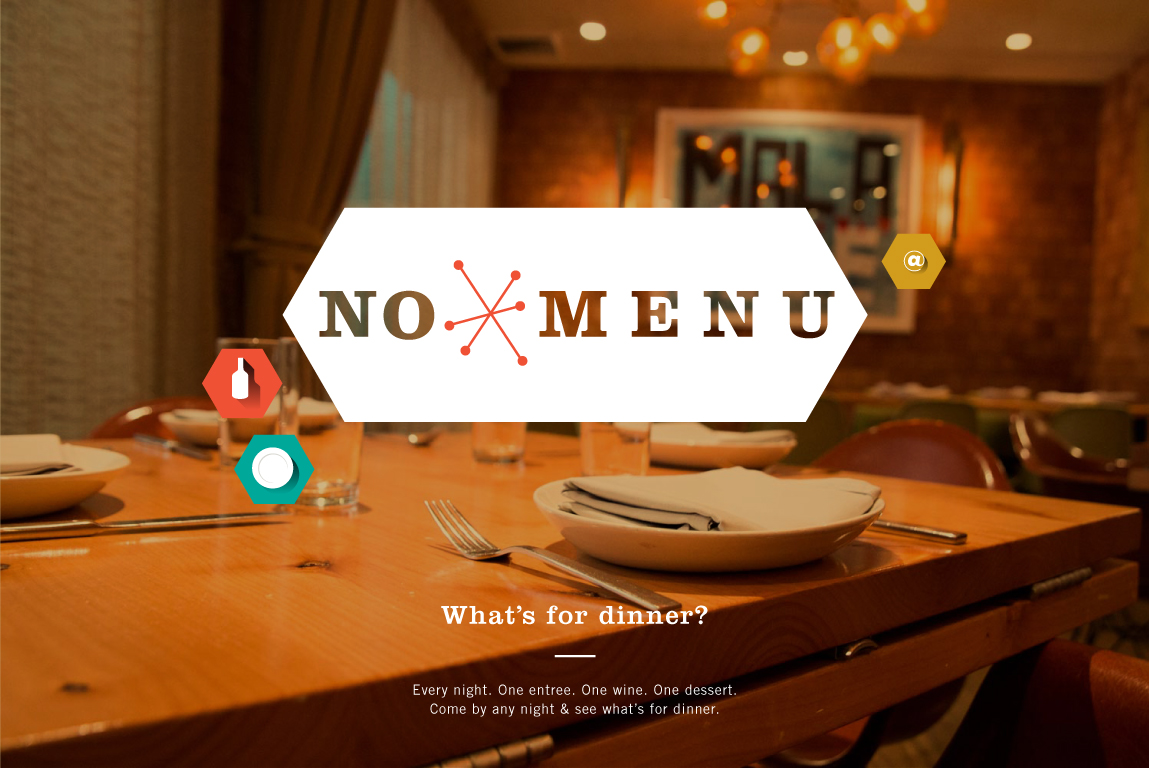 MALA
NO MENU
@
What's for dinner?
Every night. One entree. One wine. One dessert.
Come by any night & see what's for dinner.